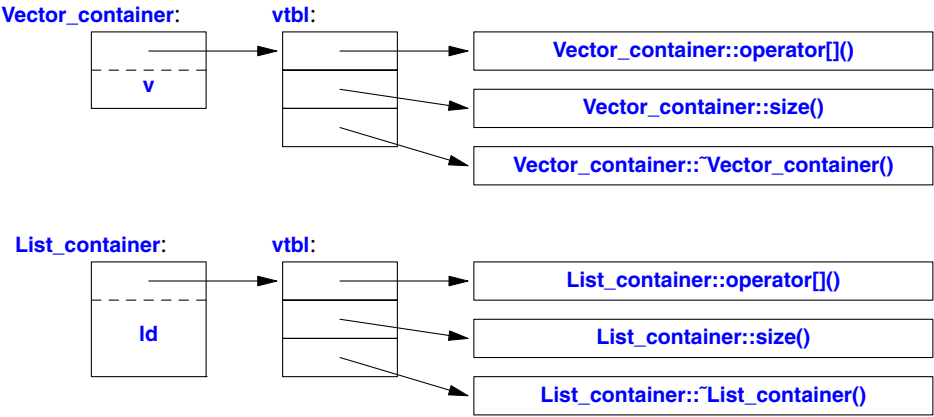 Vector_container: vtbl:
Vector_container::operator[]()
v
Vector_container::size()
Vector_container::˜Vector_container()
List_container: vtbl:
List_container::operator[]()
ld
List_container::size()
List_container::˜List_container()